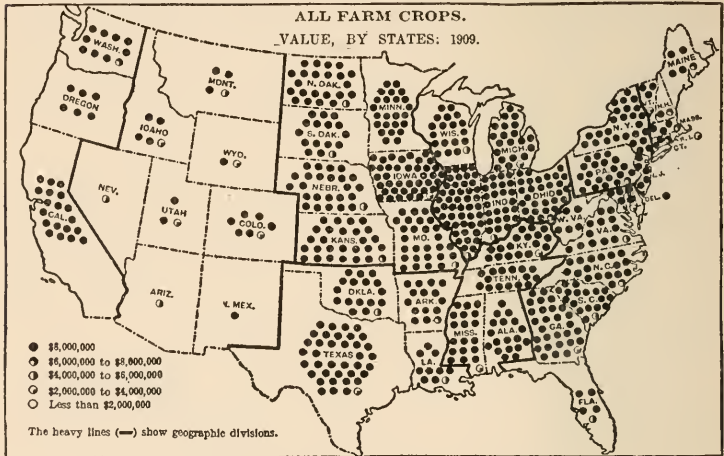 ALL FARM CROPS.
VALUE, BY STATES: 1909.
WASH.
MONT.
N. DAK.
MINN.
MAINE
OREGON
IDAHO
S. DAK.
WIS.
MICH.
N. Y.
VT.
N.H.
MASS.
R. I.
CT.
WYO.
NEBR.
IOWA
PA.
N.J.
DEL.
NEV.
UTAH
COLO.
KANS.
MO.
ILL.
IND.
OHIO
W. VA.
VA.
KY.
CAL.
ARIZ.
N. MEX.
OKLA.
ARK.
TENN.
N. C.
S. C.
TEXAS
LA.
MISS.
ALA.
GA.
FLA.
$8,000,000
$6,000,000 to $8,000,000
$4,000,000 to $6,000,000
$2,000,000 to $4,000,000
Less than $2,000,000
The heavy lines (—) show geographic divisions.